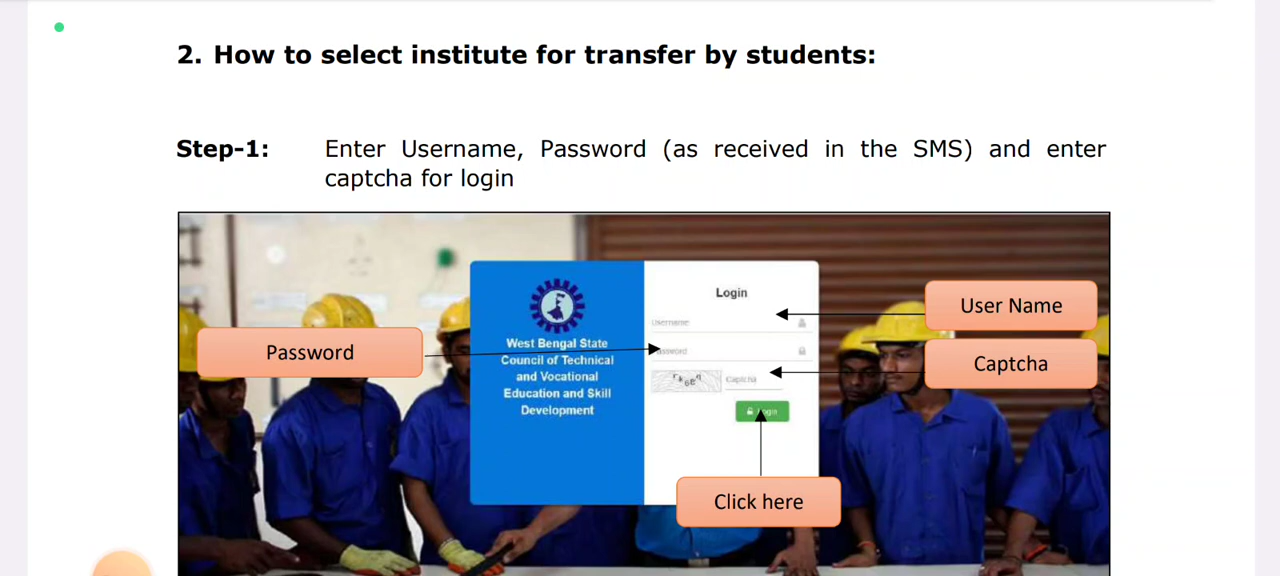 2. How to select institute for transfer by students:
Step-1: Enter Username, Password (as received in the SMS) and enter
captcha for login
Login
User Name
Username
West Bengal State
Council of Technical
and Vocational
Education and Skill
Development
Password
Captcha
Captcha
Click here